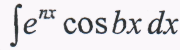 ∫e^{nx} cos bx dx